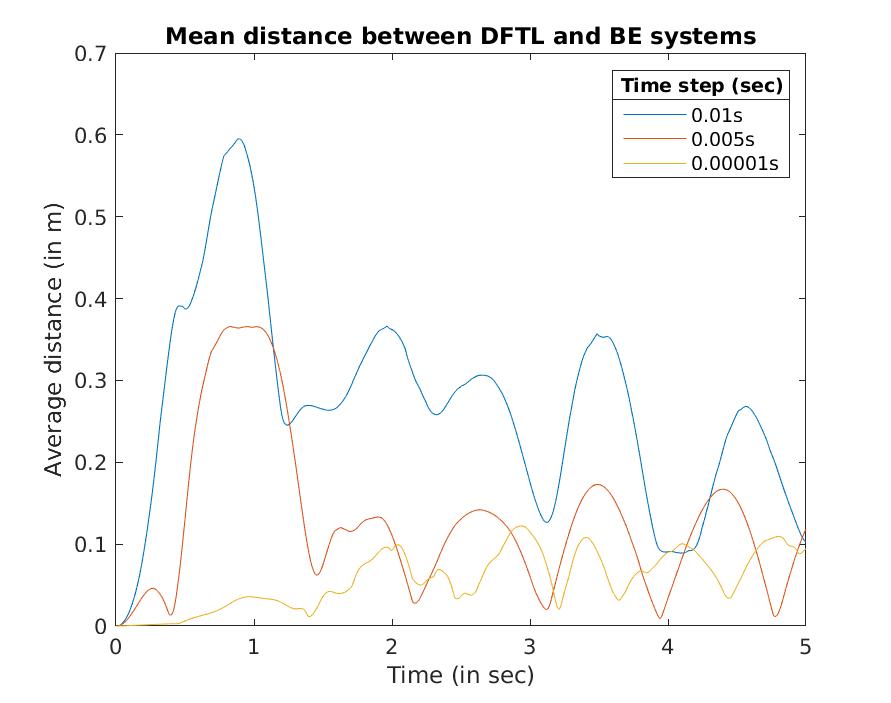 Mean distance between DFTL and BE systems
0.7
0.6
0.5
0.4
0.3
0.2
0.1
0
Average distance (in m)
Time step (sec)
0.01s
0.005s
0.00001s
0 1 2 3 4 5
Time (in sec)